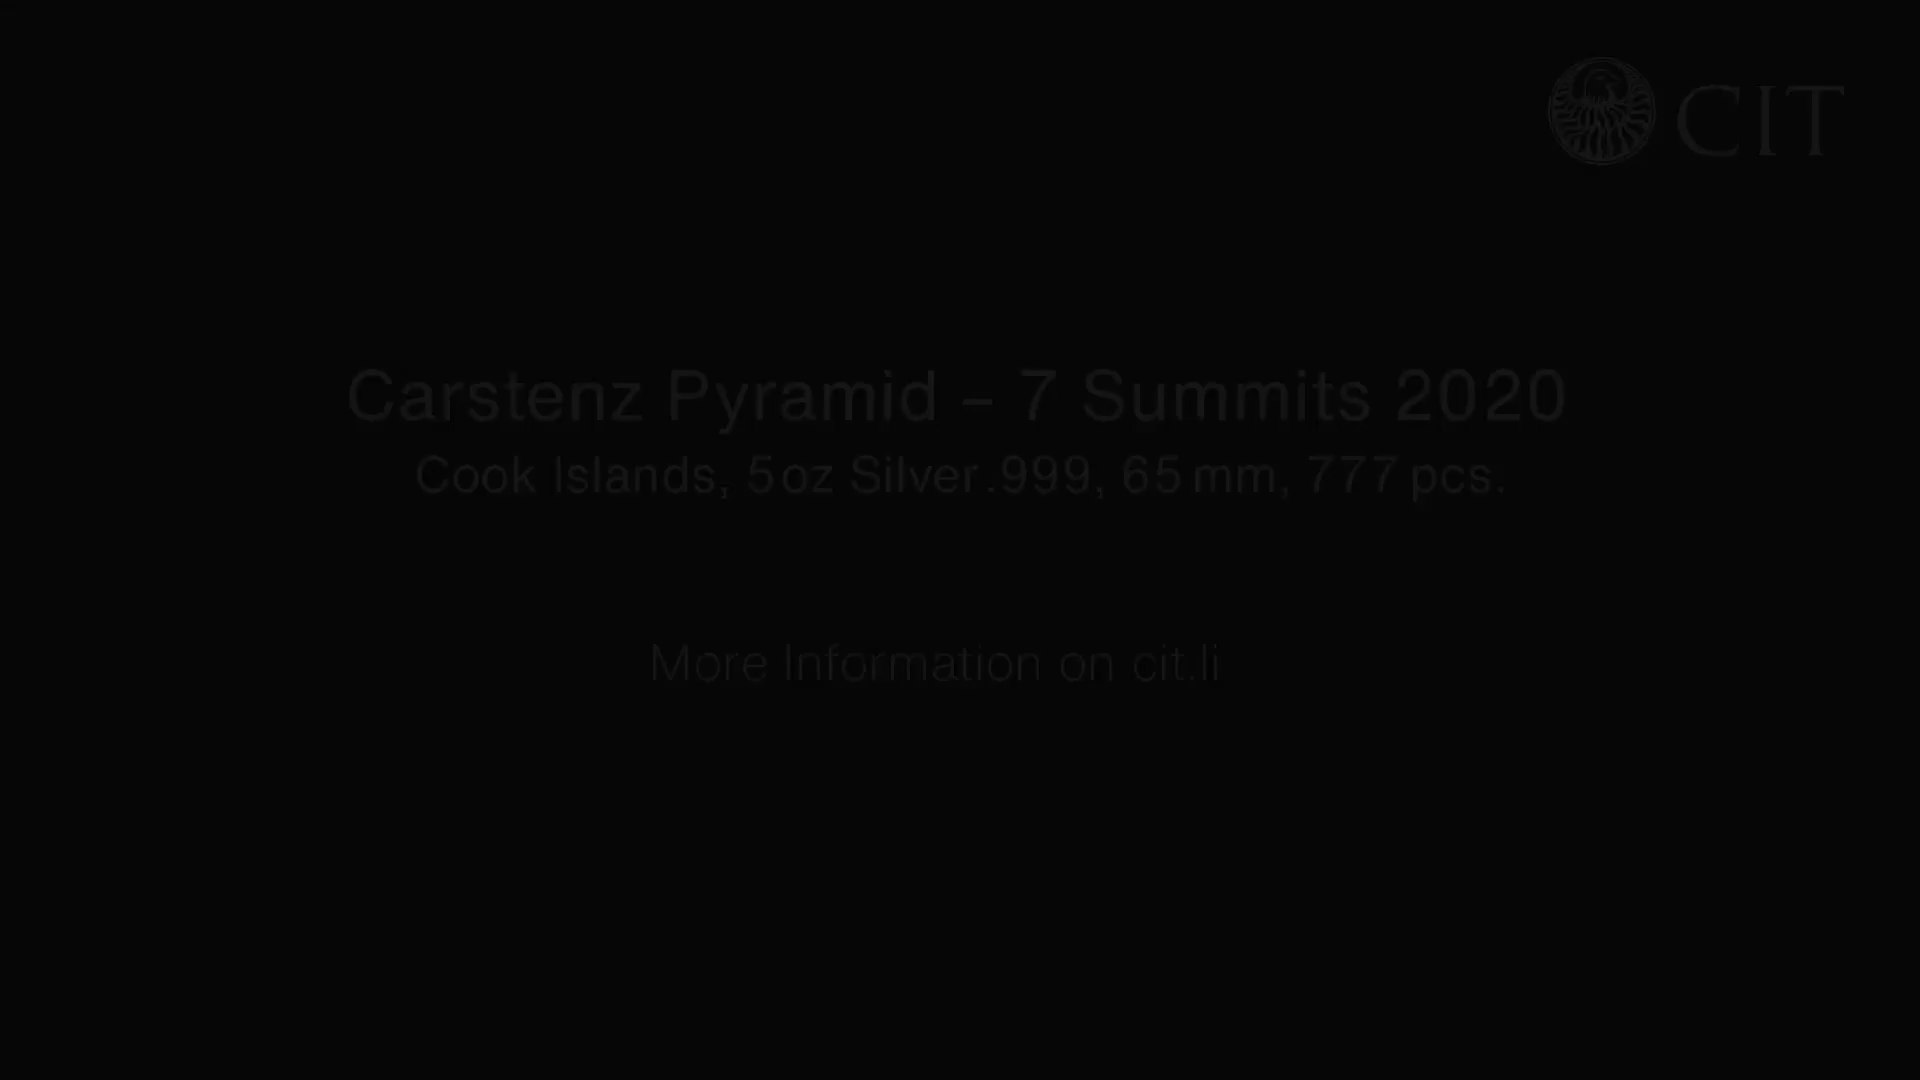 CIT
Carstenz Pyramid – 7 Summits 2020
Cook Islands, 5 oz Silver .999, 65 mm, 777 pcs.
More Information on cit.li